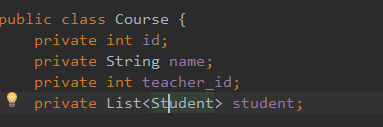 public class Course {
    private int id;
    private String name;
    private int teacher_id;
    private List<Student> student;